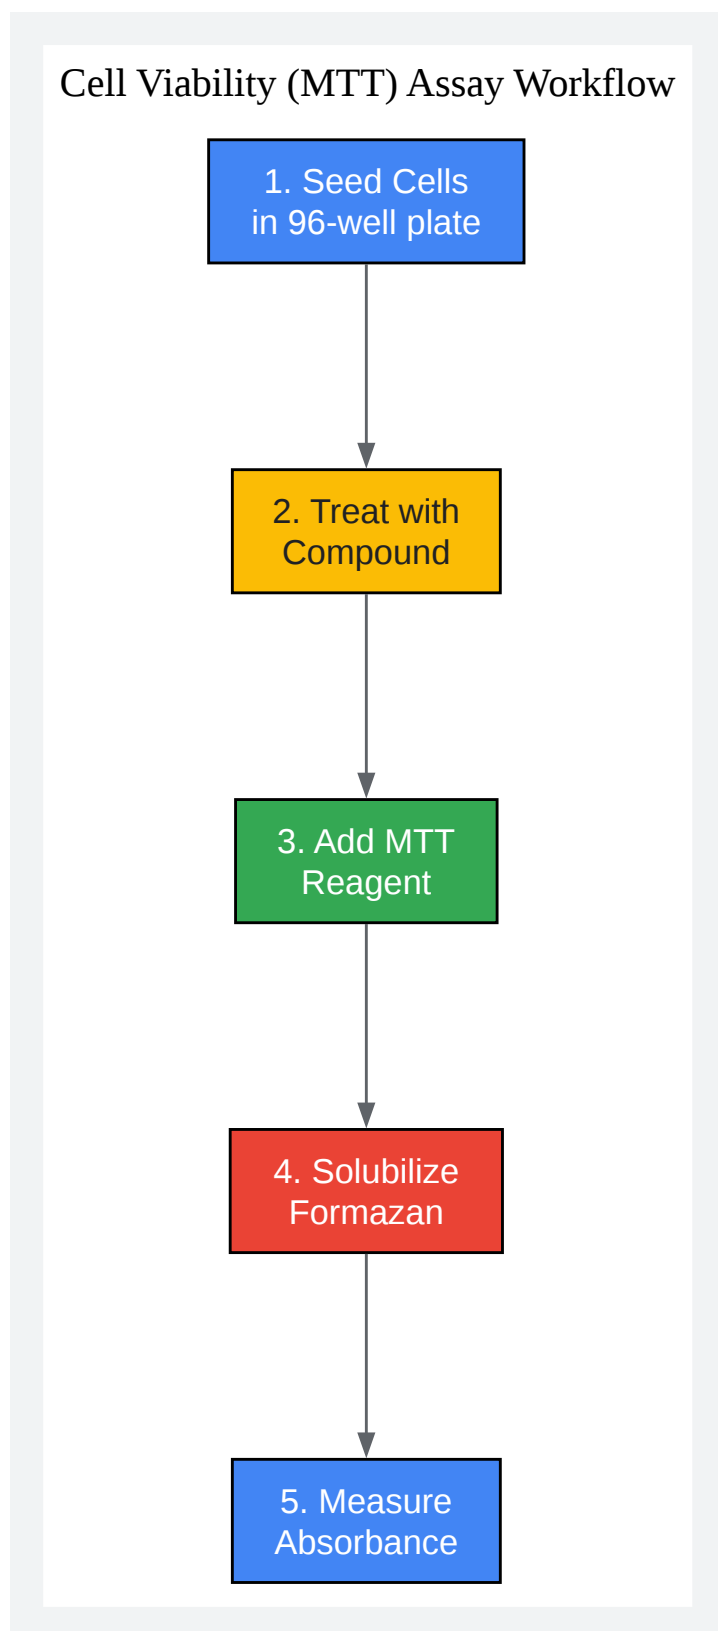 Cell Viability (MTT) Assay Workflow
1. Seed Cells
in 96-well plate
2. Treat with
Compound
3. Add MTT
Reagent
4. Solubilize
Formazan
5. Measure
Absorbance